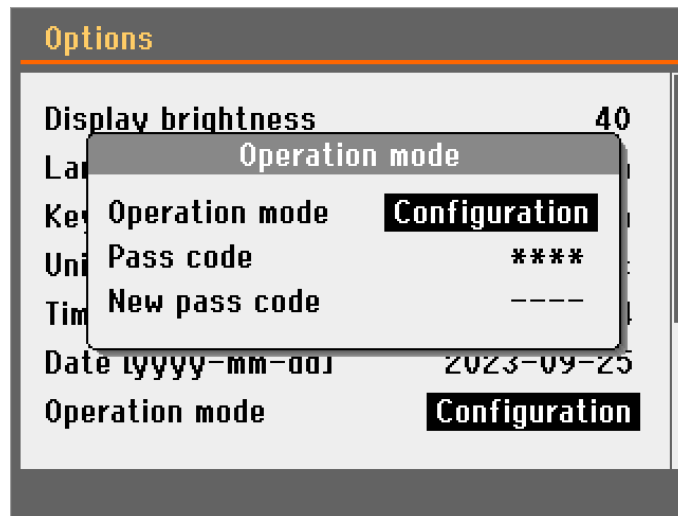 Options
Display brightness 40
Operation mode
Operation mode Configuration
Pass code ****
New pass code ----
Date [yyyy-mm-dd] 2023-09-25
Operation mode Configuration